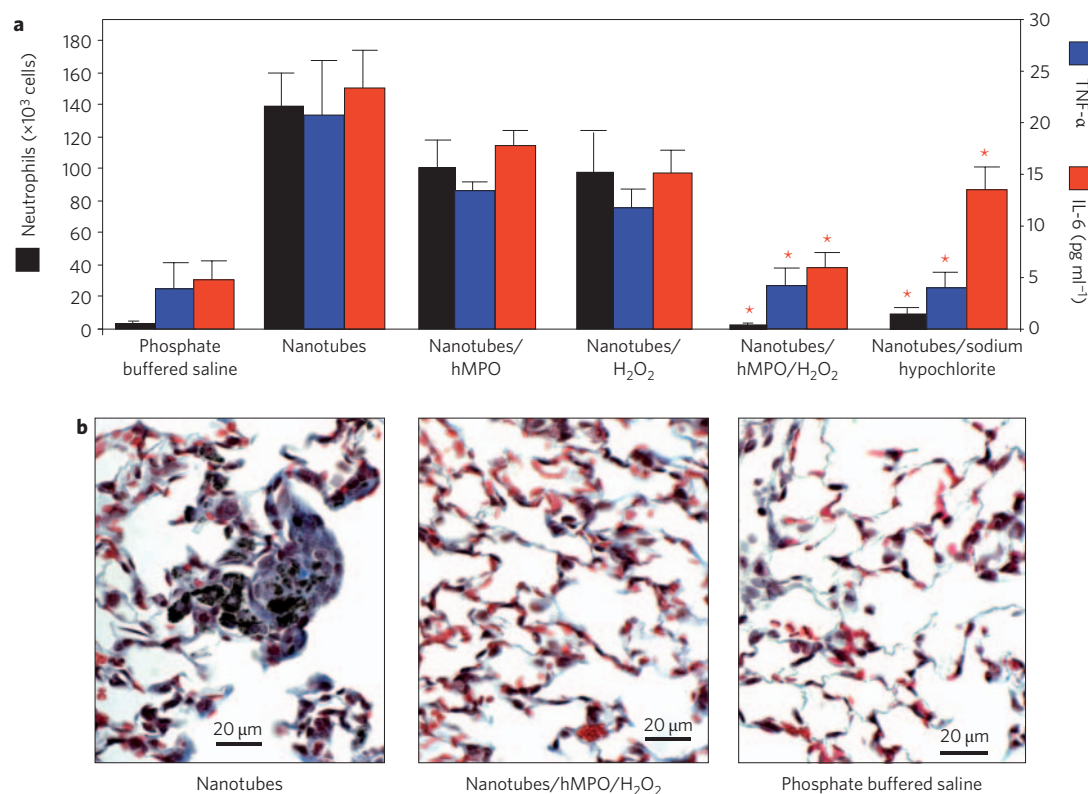 a
Neutrophils (×10³ cells)
180
160
140
120
100
80
60
40
20
0
30
25
20
15
10
5
0
TNF-α
IL-6 (pg ml⁻¹)
Phosphate
buffered saline
Nanotubes
Nanotubes/
hMPO
Nanotubes/
H₂O₂
Nanotubes/
hMPO/H₂O₂
Nanotubes/sodium
hypochlorite
b
20 µm
20 µm
20 µm
Nanotubes
Nanotubes/hMPO/H₂O₂
Phosphate buffered saline